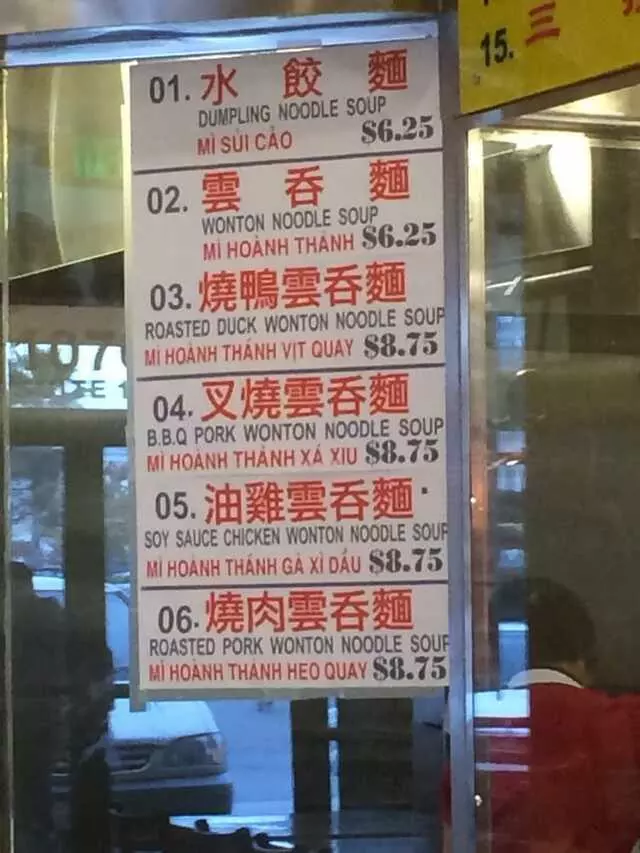 15. 三
01. 水餃麵
DUMPLING NOODLE SOUP
MÌ SỦI CẢO $6.25
02. 雲吞麵
WONTON NOODLE SOUP
MÌ HOÀNH THÁNH $6.25
03. 燒鴨雲吞麵
ROASTED DUCK WONTON NOODLE SOUP
MÌ HOÀNH THÁNH VỊT QUAY $8.75
04. 叉燒雲吞麵
B.B.Q PORK WONTON NOODLE SOUP
MÌ HOÀNH THÀNH XÁ XIU $8.75
05. 油雞雲吞麵
SOY SAUCE CHICKEN WONTON NOODLE SOUP
MÌ HOÀNH THÁNH GÀ XÌ DẦU $8.75
06. 燒肉雲吞麵
ROASTED PORK WONTON NOODLE SOUP
MÌ HOÀNH THÁNH HEO QUAY $8.75